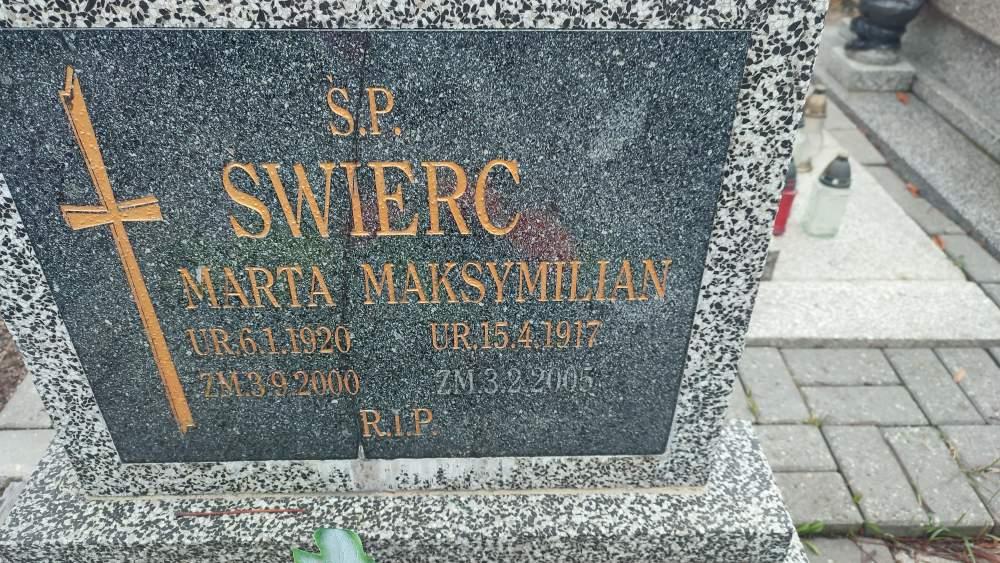 Ś.P.
SWIERC
MARTA MAKSYMILIAN
UR.6.1.1920 UR.15.4.1917
ZM.3.9.2000 ZM.3.2.2005
R.I.P.